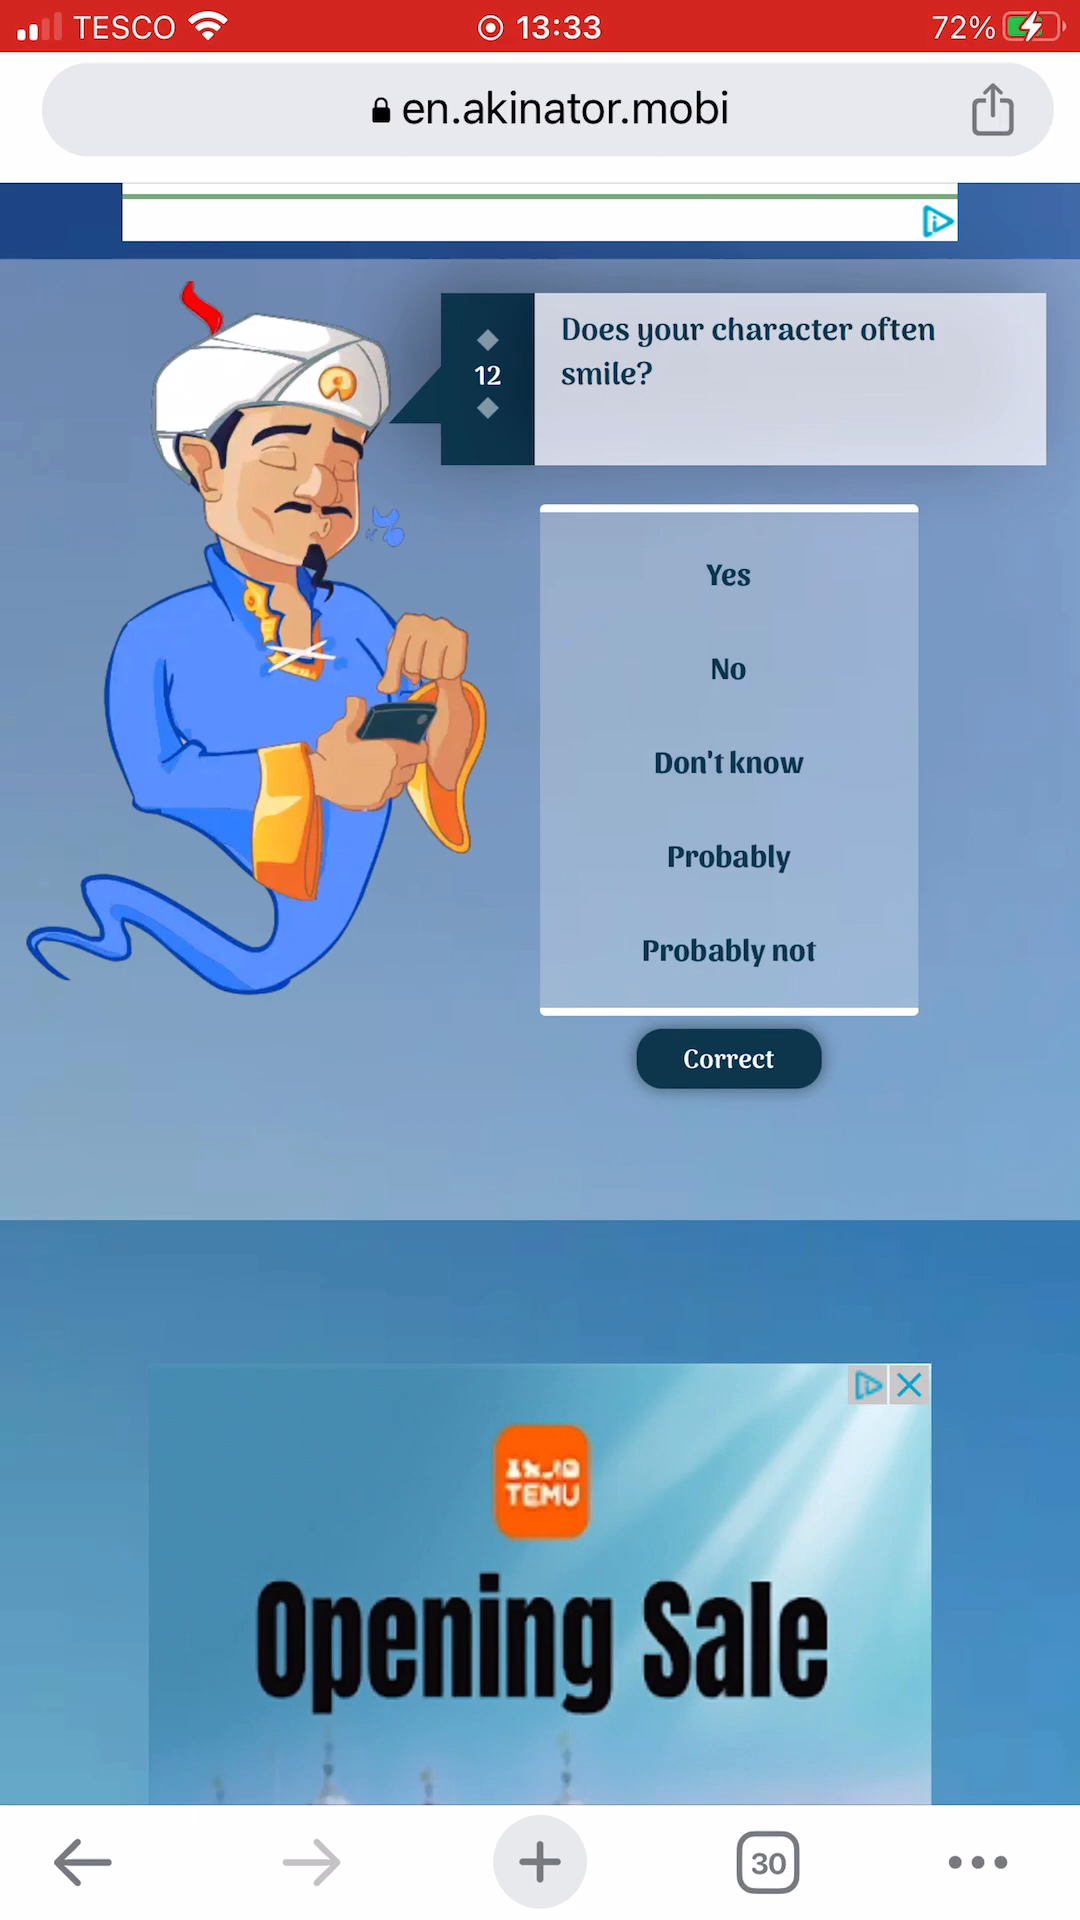 TESCO 13:33 72%
en.akinator.mobi
12
Does your character often
smile?
Yes
No
Don't know
Probably
Probably not
Correct
TEMU
Opening Sale
30